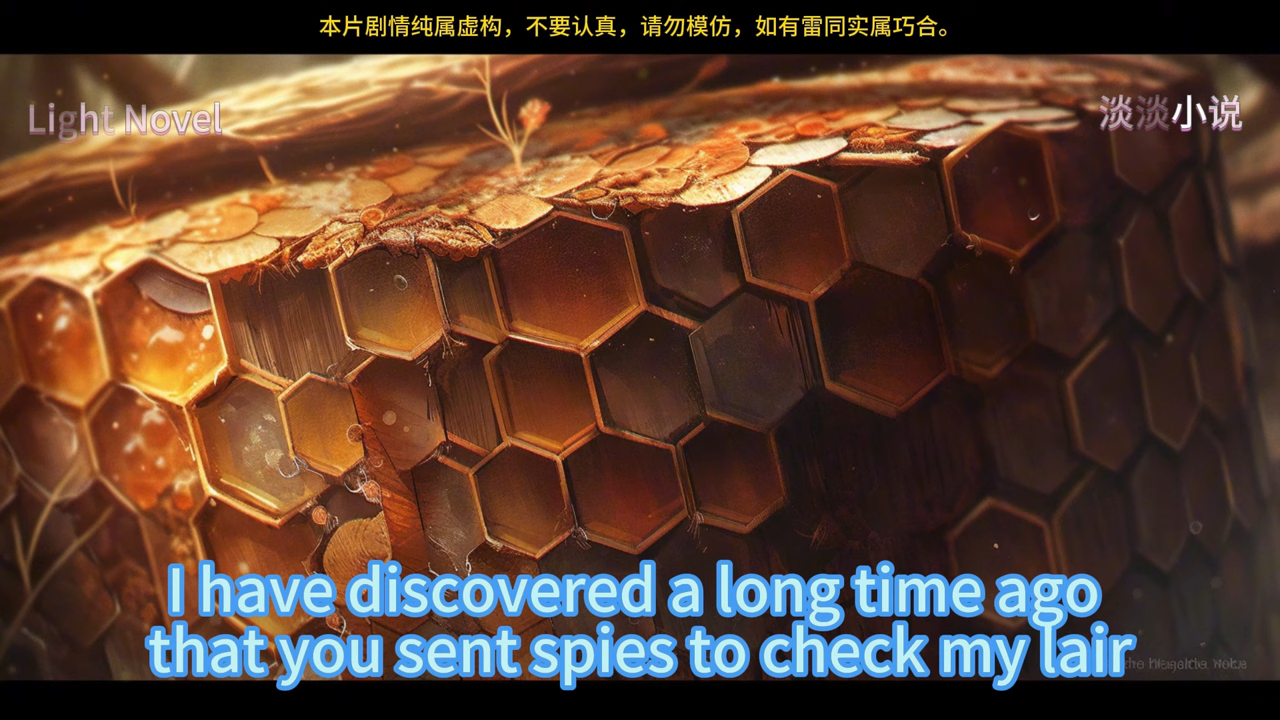 本片剧情纯属虚构，不要认真，请勿模仿，如有雷同实属巧合。
Light Novel
淡淡小说
I have discovered a long time ago
that you sent spies to check my lair